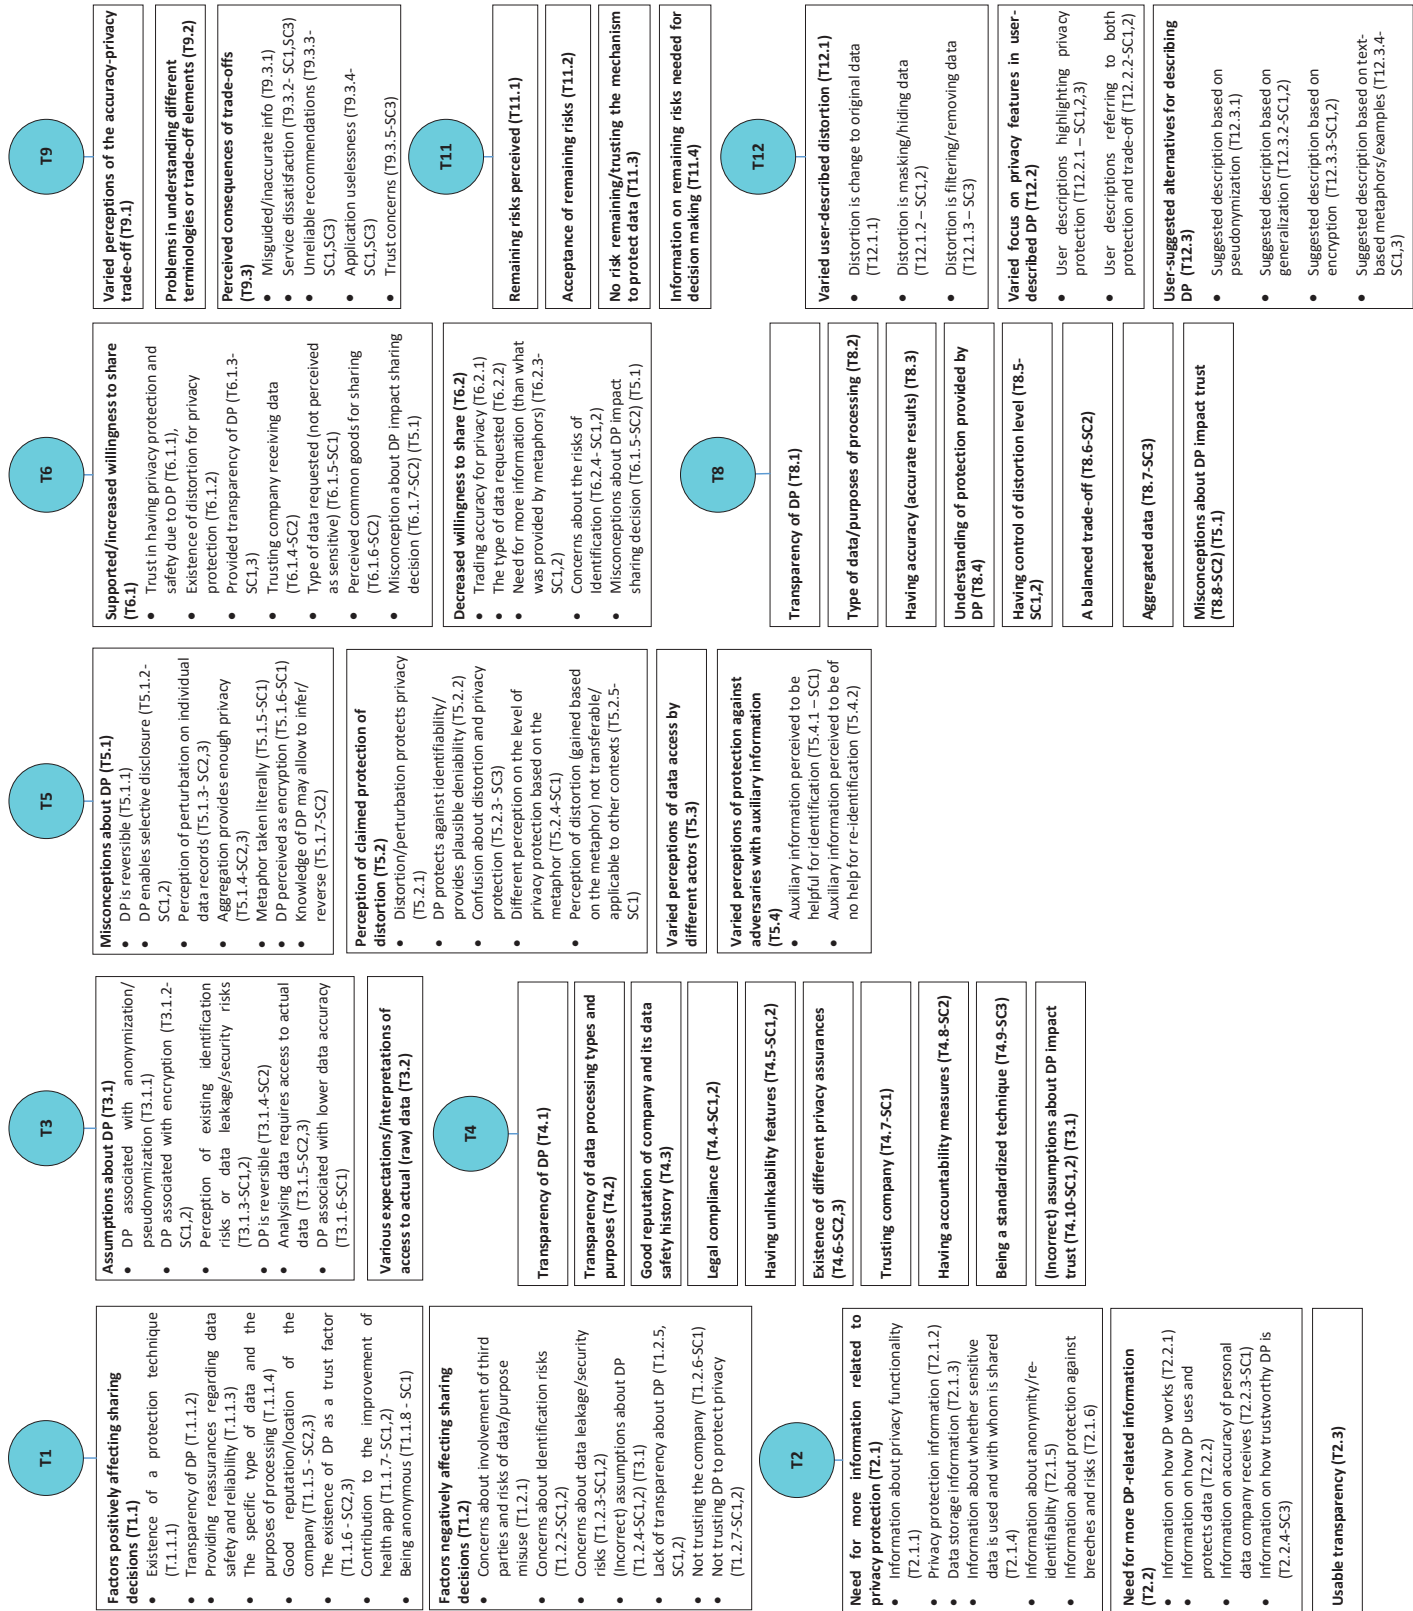 T1
Factors positively affecting sharing
decisions (T1.1)
• Existence of a protection technique
(T.1.1.1)
• Transparency of DP (T.1.1.2)
• Providing reassurances regarding data
safety and reliability (T.1.1.3)
• The specific type of data and the
purposes of processing (T.1.1.4)
• Good reputation/location of the
company (T1.1.5 - SC2,3)
• The existence of DP as a trust factor
(T1.1.6 - SC2,3)
• Contribution to the improvement of
health app (T1.1.7- SC1,2)
• Being anonymous (T1.1.8 - SC1)
Factors negatively affecting sharing
decisions (T1.2)
• Concerns about involvement of third
parties and risks of data/purpose
misuse (T1.2.1)
• Concerns about Identification risks
(T1.2.2-SC1,2)
• Concerns about data leakage/security
risks (T1.2.3-SC1,2)
• (Incorrect) assumptions about DP
(T1.2.4-SC1,2) (T3.1)
• Lack of transparency about DP (T1.2.5,
SC1,2)
• Not trusting the company (T1.2.6-SC1)
• Not trusting DP to protect privacy
(T1.2.7-SC1,2)
T2
Need for more information related to
privacy protection (T2.1)
• Information about privacy functionality
(T2.1.1)
• Privacy protection information (T2.1.2)
• Data storage information (T2.1.3)
• Information about whether sensitive
data is used and with whom is shared
(T2.1.4)
• Information about anonymity/re-
identifiability (T2.1.5)
• Information about protection against
breeches and risks (T2.1.6)
Need for more DP-related information
(T2.2)
• Information on how DP works (T2.2.1)
• Information on how DP uses and
protects data (T2.2.2)
• Information on accuracy of personal
data company receives (T2.2.3-SC1)
• Information on how trustworthy DP is
(T2.2.4-SC3)
Usable transparency (T2.3)
T3
Assumptions about DP (T3.1)
• DP associated with anonymization/
pseudonymization (T3.1.1)
• DP associated with encryption (T3.1.2-
SC1,2)
• Perception of existing identification
risks or data leakage/security risks
(T3.1.3-SC1,2)
• DP is reversible (T3.1.4-SC2)
• Analysing data requires access to actual
data (T3.1.5-SC2,3)
• DP associated with lower data accuracy
(T3.1.6-SC1)
Various expectations/interpretations of
access to actual (raw) data (T3.2)
T4
Transparency of DP (T4.1)
Transparency of data processing types and
purposes (T4.2)
Good reputation of company and its data
safety history (T4.3)
Legal compliance (T4.4-SC1,2)
Having unlinkability features (T4.5-SC1,2)
Existence of different privacy assurances
(T4.6-SC2,3)
Trusting company (T4.7-SC1)
Having accountability measures (T4.8-SC2)
Being a standardized technique (T4.9-SC3)
(Incorrect) assumptions about DP impact
trust (T4.10-SC1,2) (T3.1)
T5
Misconceptions about DP (T5.1)
• DP is reversible (T5.1.1)
• DP enables selective disclosure (T5.1.2-
SC1,2)
• Perception of perturbation on individual
data records (T5.1.3- SC2,3)
• Aggregation provides enough privacy
(T5.1.4-SC2,3)
• Metaphor taken literally (T5.1.5-SC1)
• DP perceived as encryption (T5.1.6-SC1)
• Knowledge of DP may allow to infer/
reverse (T5.1.7-SC2)
Perception of claimed protection of
distortion (T5.2)
• Distortion/perturbation protects privacy
(T5.2.1)
• DP protects against identifiability/
provides plausible deniability (T5.2.2)
• Confusion about distortion and privacy
protection (T5.2.3- SC3)
• Different perception on the level of
privacy protection based on the
metaphor (T5.2.4-SC1)
• Perception of distortion (gained based
on the metaphor) not transferable/
applicable to other contexts (T5.2.5-
SC1)
Varied perceptions of data access by
different actors (T5.3)
Varied perceptions of protection against
adversaries with auxiliary information
(T5.4)
• Auxiliary information perceived to be
helpful for identification (T5.4.1 – SC1)
• Auxiliary information perceived to be of
no help for re-identification (T5.4.2)
T6
Supported/increased willingness to share
(T6.1)
• Trust in having privacy protection and
safety due to DP (T6.1.1),
• Existence of distortion for privacy
protection (T6.1.2)
• Provided transparency of DP (T6.1.3-
SC1,3)
• Trusting company receiving data
(T6.1.4-SC2)
• Type of data requested (not perceived
as sensitive) (T6.1.5-SC1)
• Perceived common goods for sharing
(T6.1.6-SC2)
• Misconception about DP impact sharing
decision (T6.1.7-SC2) (T5.1)
Decreased willingness to share (T6.2)
• Trading accuracy for privacy (T6.2.1)
• The type of data requested (T6.2.2)
• Need for more information (than what
was provided by metaphors) (T6.2.3-
SC1,2)
• Concerns about the risks of
Identification (T6.2.4- SC1,2)
• Misconceptions about DP impact
sharing decision (T6.1.5-SC2) (T5.1)
T8
Transparency of DP (T8.1)
Type of data/purposes of processing (T8.2)
Having accuracy (accurate results) (T8.3)
Understanding of protection provided by
DP (T8.4)
Having control of distortion level (T8.5-
SC1,2)
A balanced trade-off (T8.6-SC2)
Aggregated data (T8.7-SC3)
Misconceptions about DP impact trust
(T8.8-SC2) (T5.1)
T9
Varied perceptions of the accuracy-privacy
trade-off (T9.1)
Problems in understanding different
terminologies or trade-off elements (T9.2)
Perceived consequences of trade-offs
(T9.3)
• Misguided/inaccurate info (T9.3.1)
• Service dissatisfaction (T9.3.2- SC1,SC3)
• Unreliable recommendations (T9.3.3-
SC1,SC3)
• Application uselessness (T9.3.4-
SC1,SC3)
• Trust concerns (T9.3.5-SC3)
T11
Remaining risks perceived (T11.1)
Acceptance of remaining risks (T11.2)
No risk remaining/trusting the mechanism
to protect data (T11.3)
Information on remaining risks needed for
decision making (T11.4)
T12
Varied user-described distortion (T12.1)
• Distortion is change to original data
(T12.1.1)
• Distortion is masking/hiding data
(T12.1.2 – SC1,2)
• Distortion is filtering/removing data
(T12.1.3 – SC3)
Varied focus on privacy features in user-
described DP (T12.2)
• User descriptions highlighting privacy
protection (T12.2.1 – SC1,2,3)
• User descriptions referring to both
protection and trade-off (T12.2.2-SC1,2)
User-suggested alternatives for describing
DP (T12.3)
• Suggested description based on
pseudonymization (T12.3.1)
• Suggested description based on
generalization (T12.3.2-SC1,2)
• Suggested description based on
encryption (T12.3.3-SC1,2)
• Suggested description based on text-
based metaphors/examples (T12.3.4-
SC1,3)